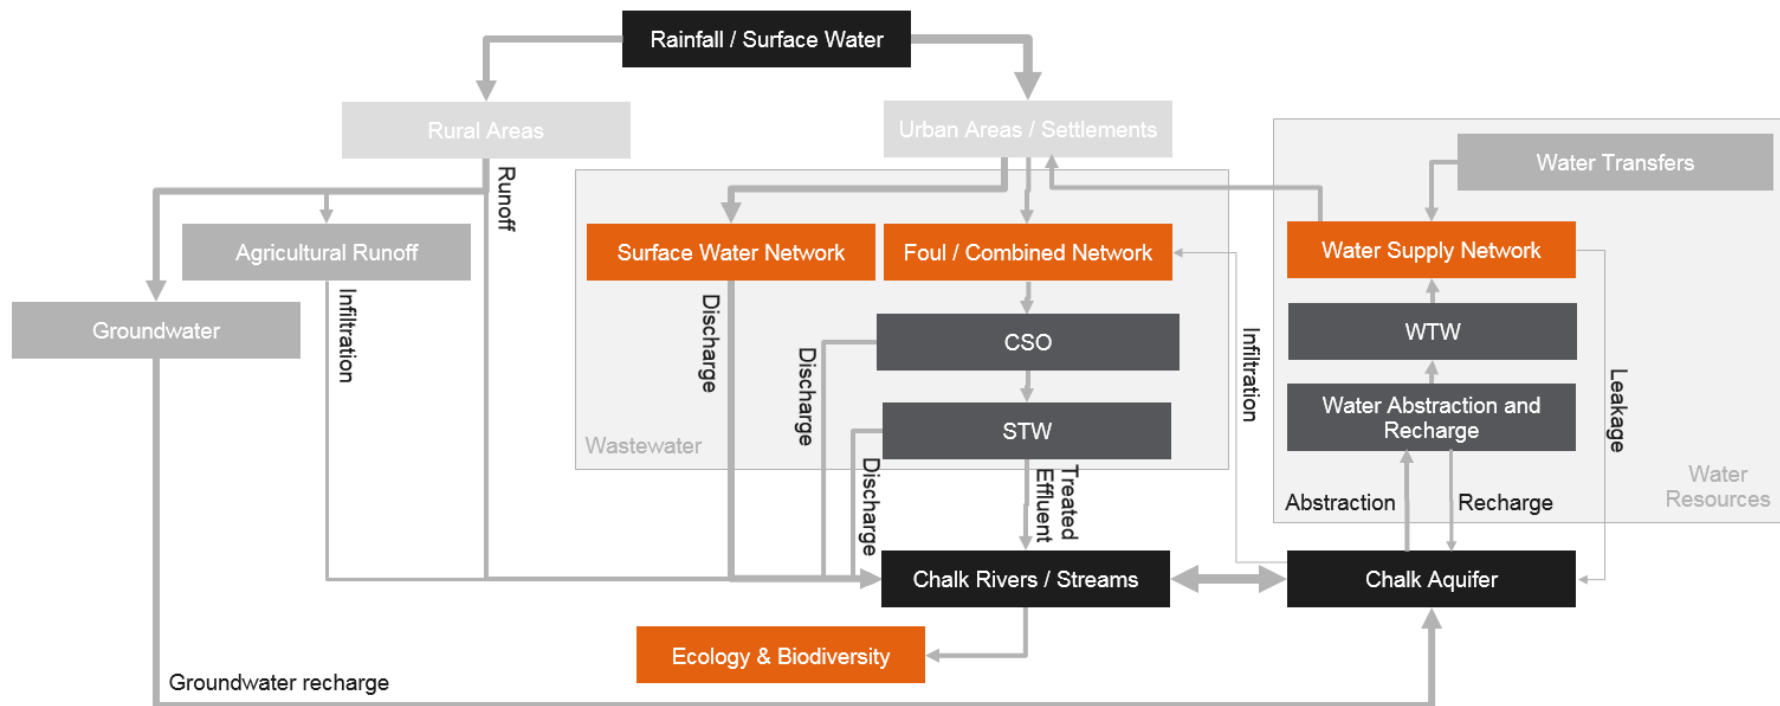 Rainfall / Surface Water
Rural Areas
Urban Areas / Settlements
Water Transfers
Runoff
Agricultural Runoff
Surface Water Network
Foul / Combined Network
Water Supply Network
Groundwater
Infiltration
Discharge
Discharge
CSO
Infiltration
WTW
Leakage
Water Abstraction and
Recharge
STW
Wastewater
Discharge
Treated
Effluent
Water
Resources
Abstraction
Recharge
Chalk Rivers / Streams
Chalk Aquifer
Ecology & Biodiversity
Groundwater recharge